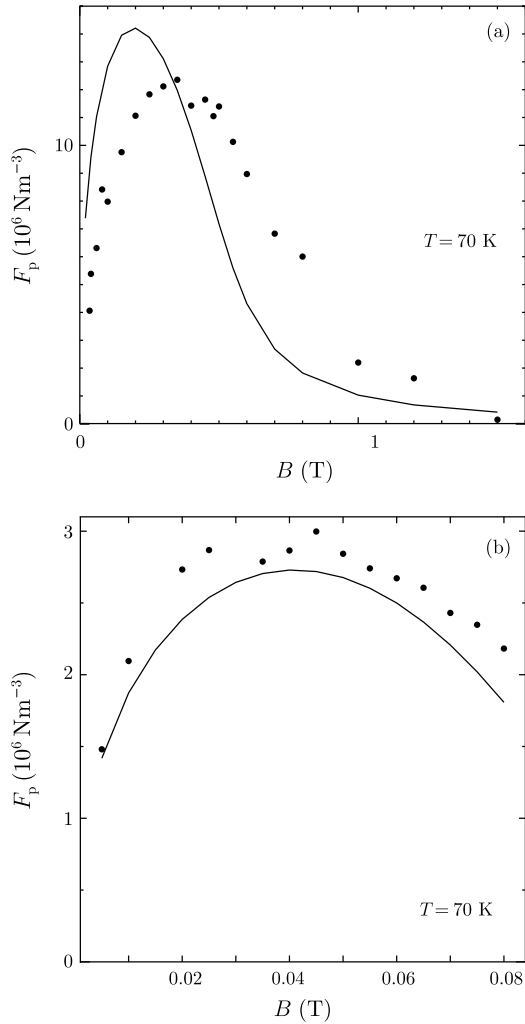 (a)
10
F_p (10^6 Nm^−3)
T = 70 K
0
0
1
B (T)
3
(b)
2
F_p (10^6 Nm^−3)
1
T = 70 K
0
0.02
0.04
0.06
0.08
B (T)